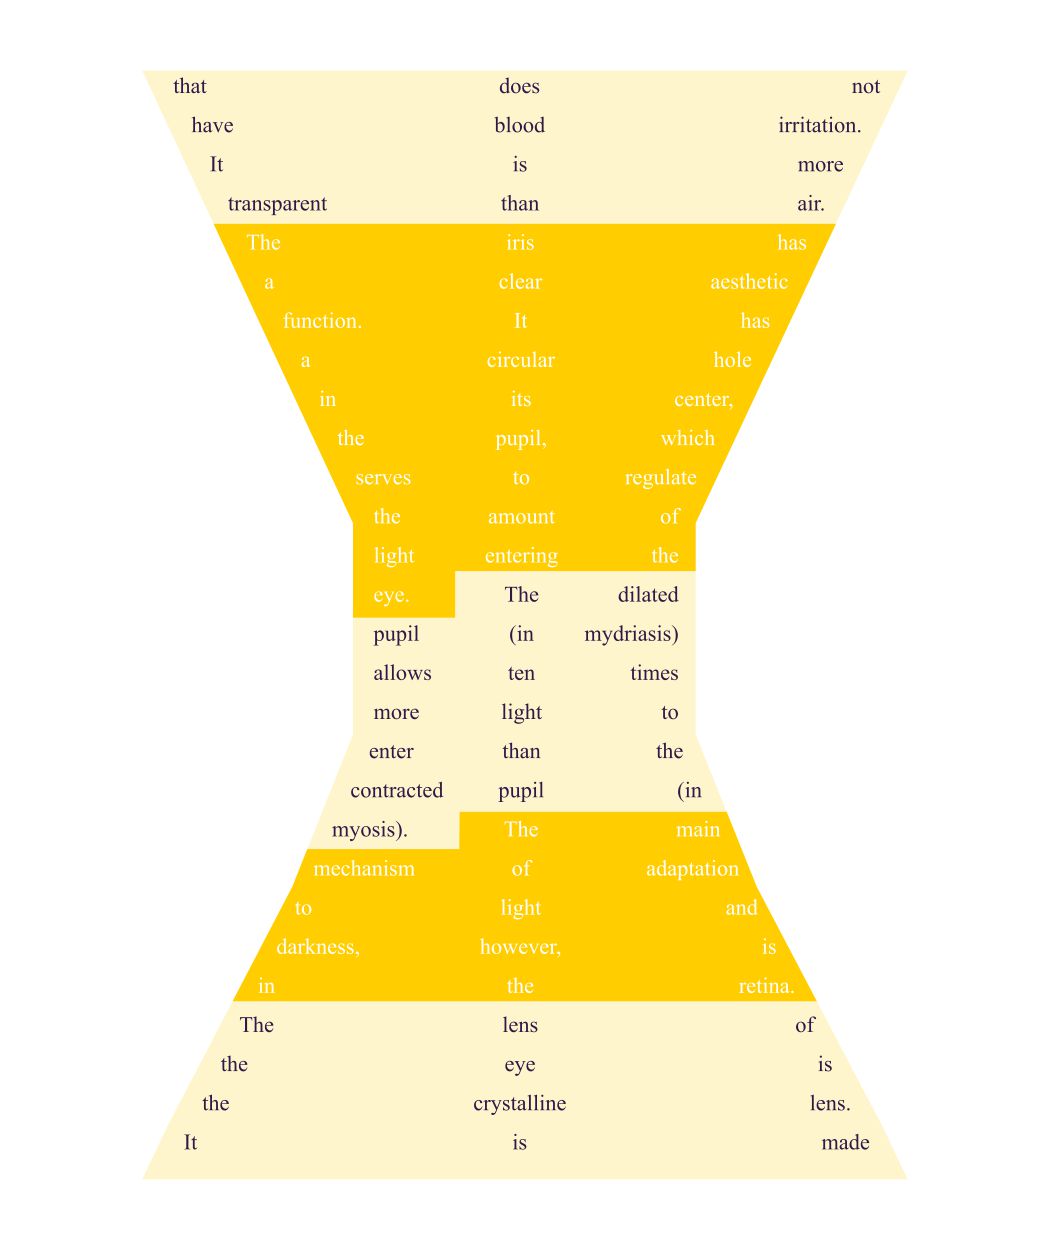 that does not
have blood irritation.
It is more
transparent than air.
The iris has
a clear aesthetic
function. It has
a circular hole
in its center,
the pupil, which
serves to regulate
the amount of
light entering the
eye. The dilated
pupil (in mydriasis)
allows ten times
more light to
enter than the
contracted pupil (in
myosis). The main
mechanism of adaptation
to light and
darkness, however, is
in the retina.
The lens of
the eye is
the crystalline lens.
It is made